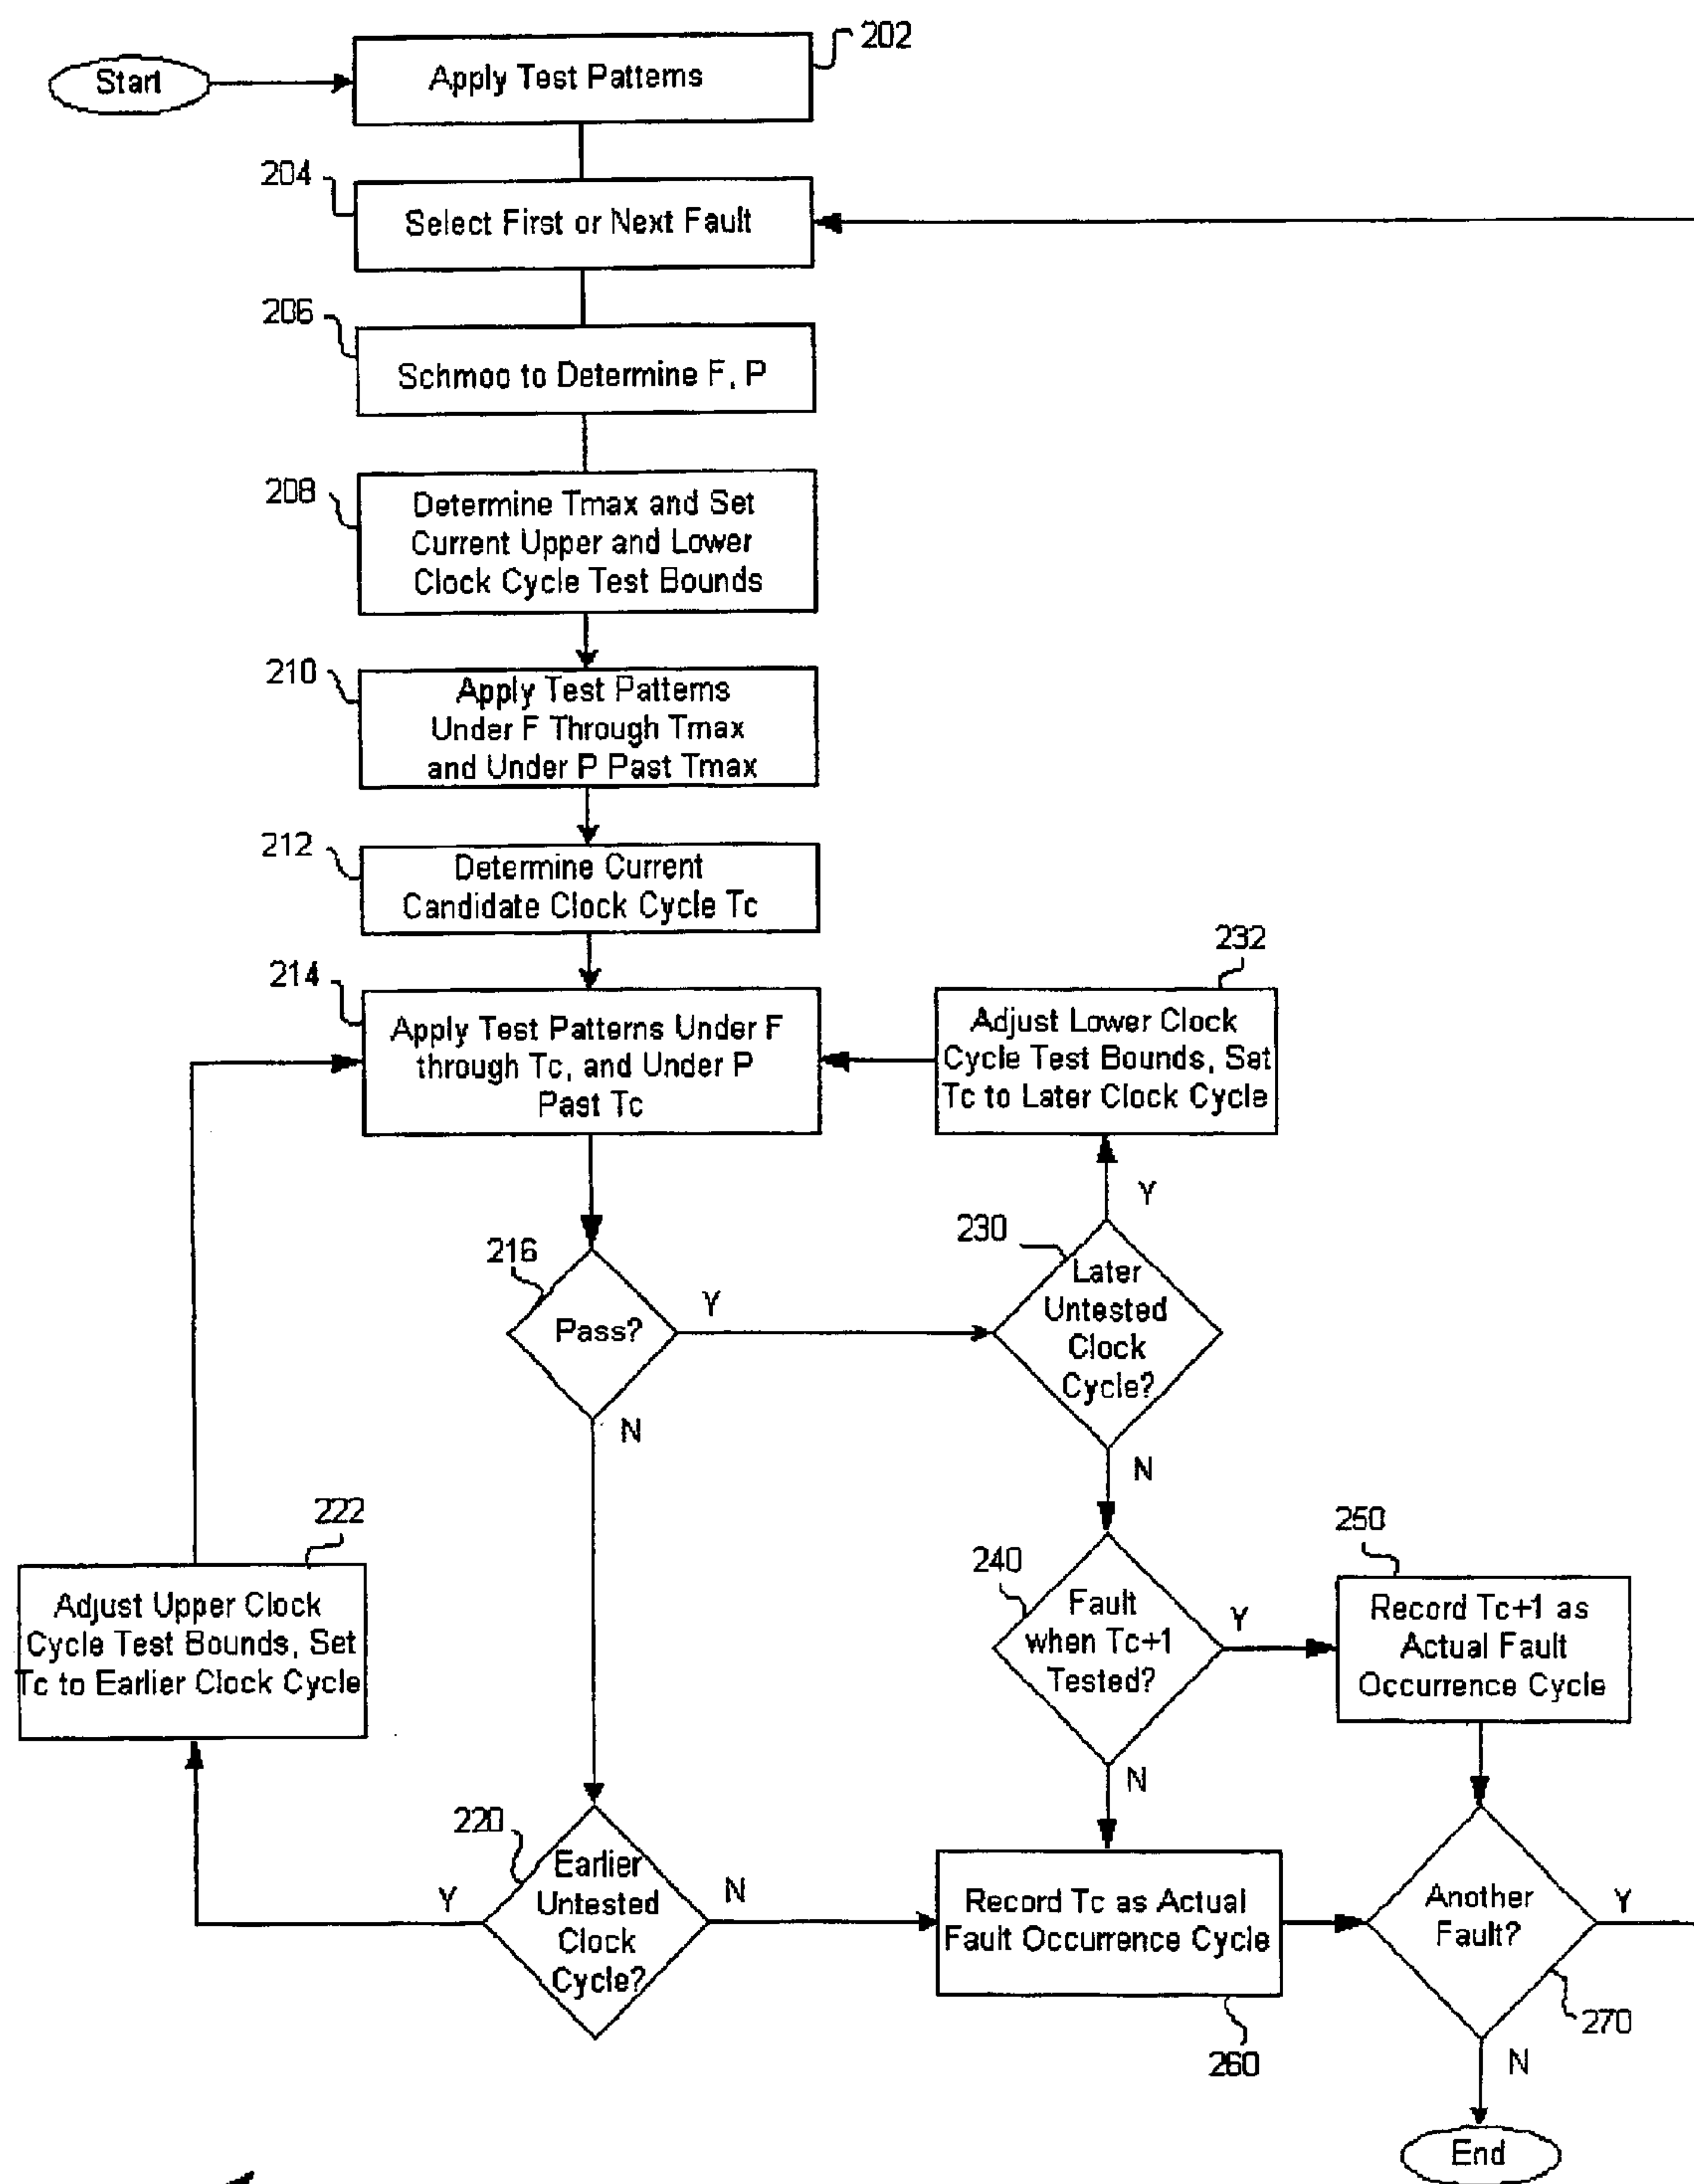 Start
Apply Test Patterns
202
204
Select First or Next Fault
206
Schmoo to Determine F, P
208
Determine Tmax and Set
Current Upper and Lower
Clock Cycle Test Bounds
210
Apply Test Patterns
Under F Through Tmax
and Under P Past Tmax
212
Determine Current
Candidate Clock Cycle Tc
214
Apply Test Patterns Under F
through Tc, and Under P
Past Tc
232
Adjust Lower Clock
Cycle Test Bounds, Set
Tc to Later Clock Cycle
Y
216
Pass?
Y
N
230
Later
Untested
Clock
Cycle?
N
222
Adjust Upper Clock
Cycle Test Bounds, Set
Tc to Earlier Clock Cycle
240
Fault
when Tc+1
Tested?
Y
N
250
Record Tc+1 as
Actual Fault
Occurrence Cycle
220
Earlier
Untested
Clock
Cycle?
Y
N
Record Tc as Actual
Fault Occurrence Cycle
260
Another
Fault?
Y
270
N
End